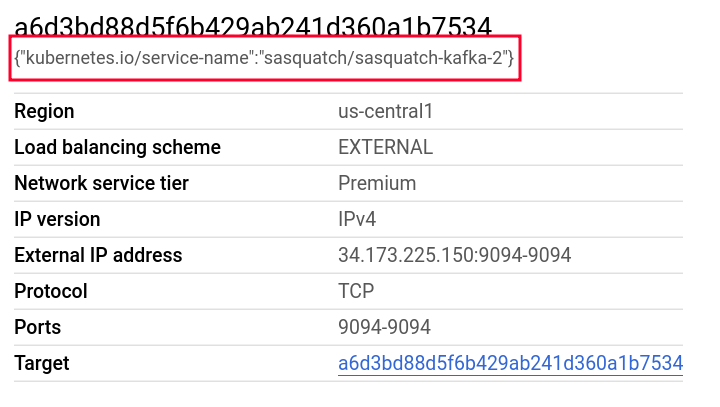 a6d3bd88d5f6b429ab241d360a1b7534
{"kubernetes.io/service-name":"sasquatch/sasquatch-kafka-2"}
Region us-central1
Load balancing scheme EXTERNAL
Network service tier Premium
IP version IPv4
External IP address 34.173.225.150:9094-9094
Protocol TCP
Ports 9094-9094
Target a6d3bd88d5f6b429ab241d360a1b7534